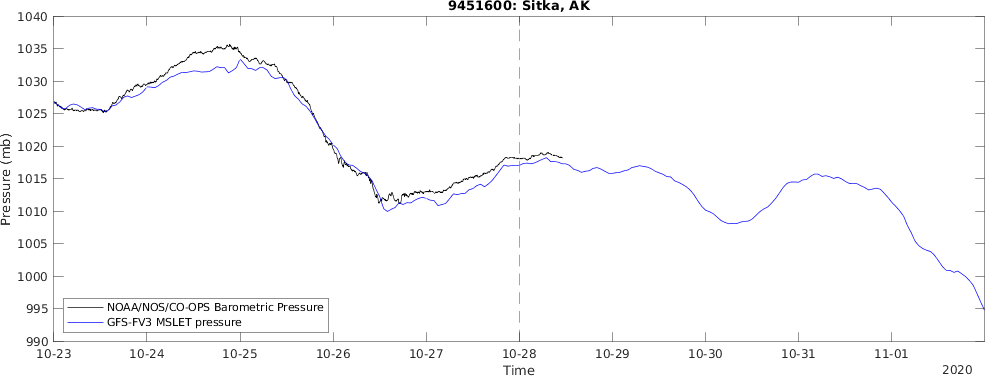 9451600: Sitka, AK
1040
1035
1030
1025
1020
1015
1010
1005
1000
995
990
Pressure (mb)
NOAA/NOS/CO-OPS Barometric Pressure
GFS-FV3 MSLET pressure
10-23 10-24 10-25 10-26 10-27 10-28 10-29 10-30 10-31 11-01
Time
2020